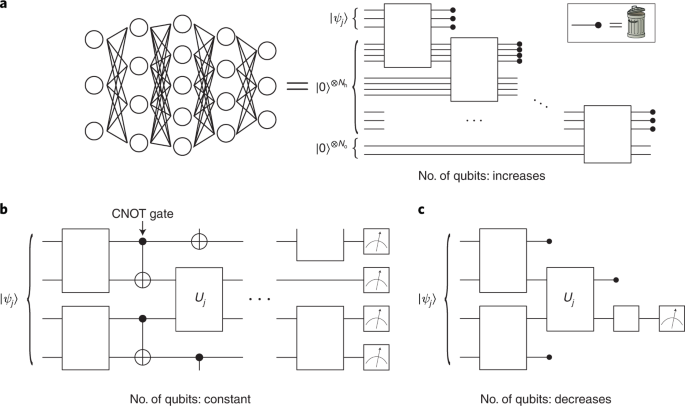 a
|ψj⟩
=
|0⟩⊗Nh
=
...
...
|0⟩⊗No
No. of qubits: increases
b
CNOT gate
|ψj⟩
Uj
...
No. of qubits: constant
c
|ψj⟩
Uj
No. of qubits: decreases